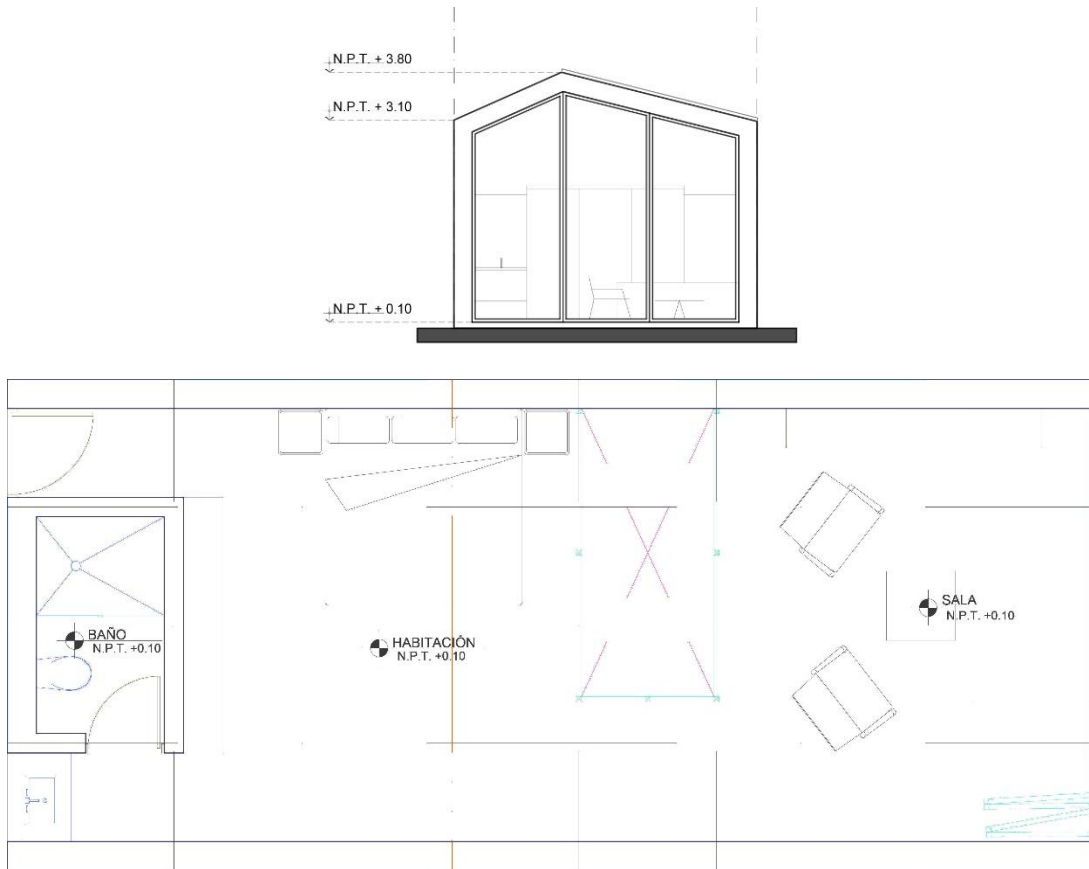 N.P.T. + 3.80
N.P.T. + 3.10
N.P.T. + 0.10
SALA
N.P.T. +0.10
BAÑO
N.P.T. +0.10
HABITACIÓN
N.P.T. +0.10